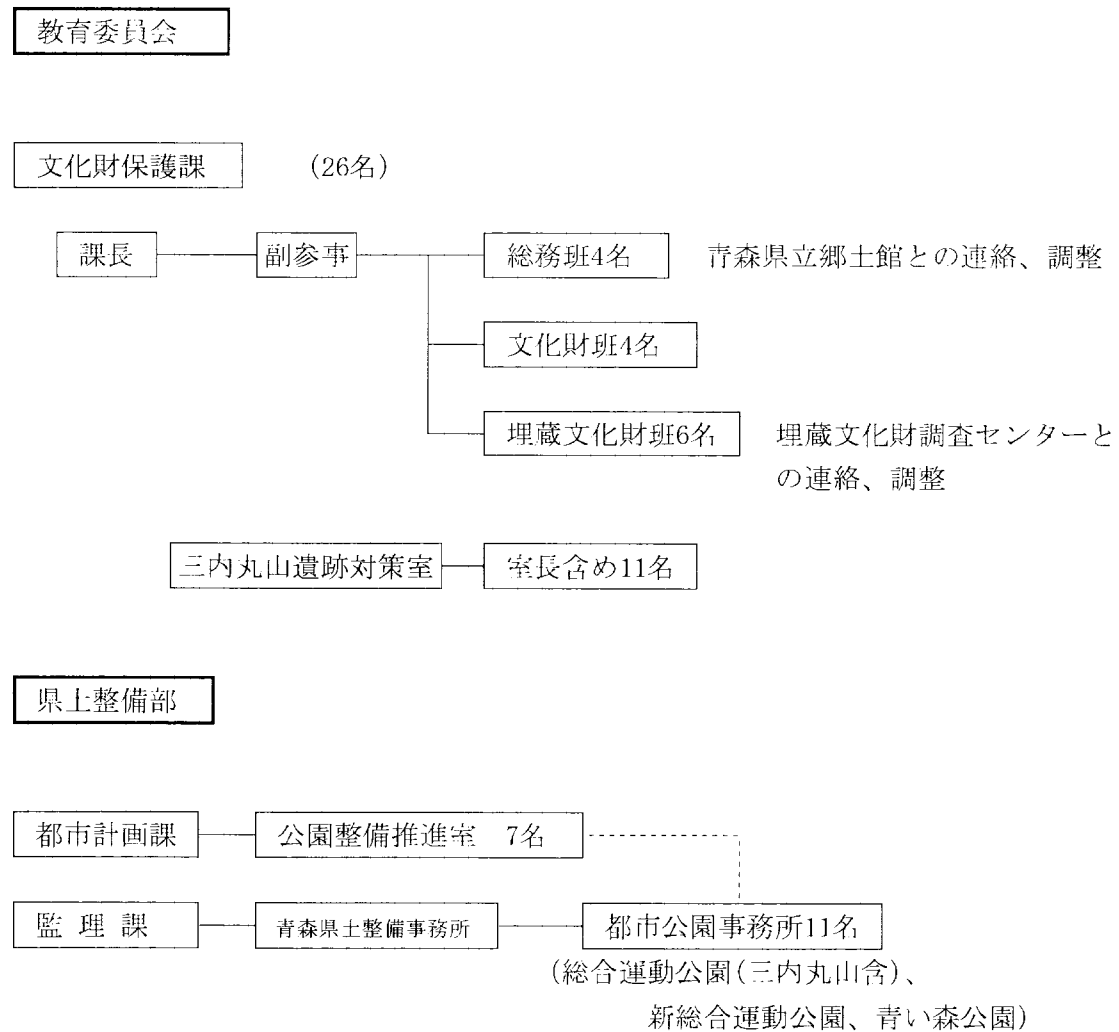 教育委員会
文化財保護課 (26名)
課長 副参事 総務班4名 青森県立郷土館との連絡、調整
文化財班4名
埋蔵文化財班6名 埋蔵文化財調査センターと
の連絡、調整
三内丸山遺跡対策室 室長含め11名
県土整備部
都市計画課 公園整備推進室 7名
監理課 青森県土整備事務所 都市公園事務所11名
(総合運動公園(三内丸山含)、
新総合運動公園、青い森公園)